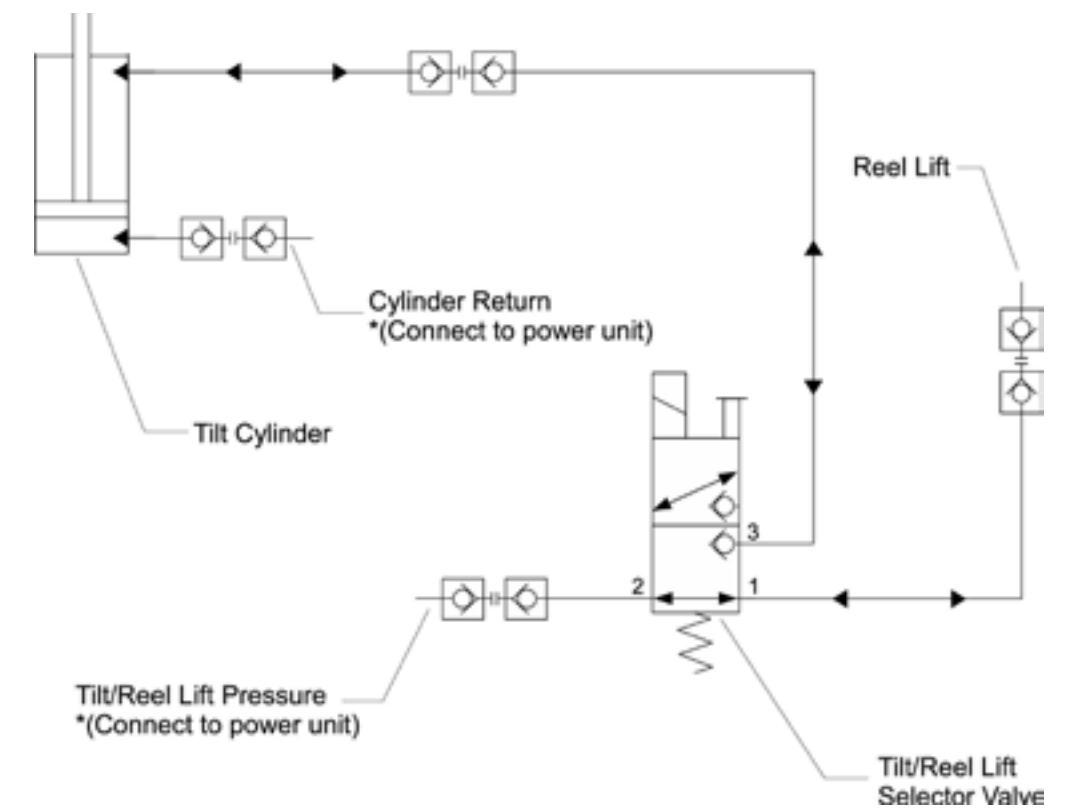 Reel Lift
Cylinder Return
*(Connect to power unit)
Tilt Cylinder
3
2
1
Tilt/Reel Lift Pressure
*(Connect to power unit)
Tilt/Reel Lift
Selector Valve